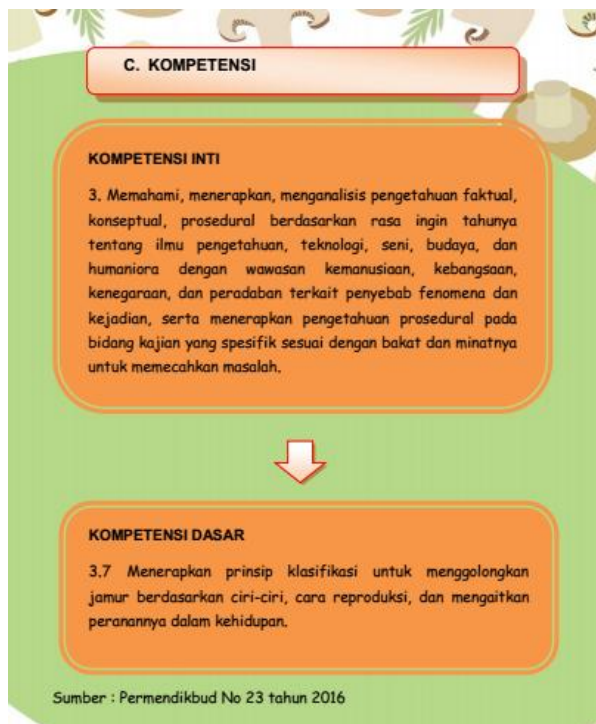 C. KOMPETENSI
KOMPETENSI INTI
3. Memahami, menerapkan, menganalisis pengetahuan faktual,
konseptual, prosedural berdasarkan rasa ingin tahunya
tentang ilmu pengetahuan, teknologi, seni, budaya, dan
humaniora dengan wawasan kemanusiaan, kebangsaan,
kenegaraan, dan peradaban terkait penyebab fenomena dan
kejadian, serta menerapkan pengetahuan prosedural pada
bidang kajian yang spesifik sesuai dengan bakat dan minatnya
untuk memecahkan masalah.
KOMPETENSI DASAR
3.7 Menerapkan prinsip klasifikasi untuk menggolongkan
jamur berdasarkan ciri-ciri, cara reproduksi, dan mengaitkan
peranannya dalam kehidupan.
Sumber : Permendikbud No 23 tahun 2016